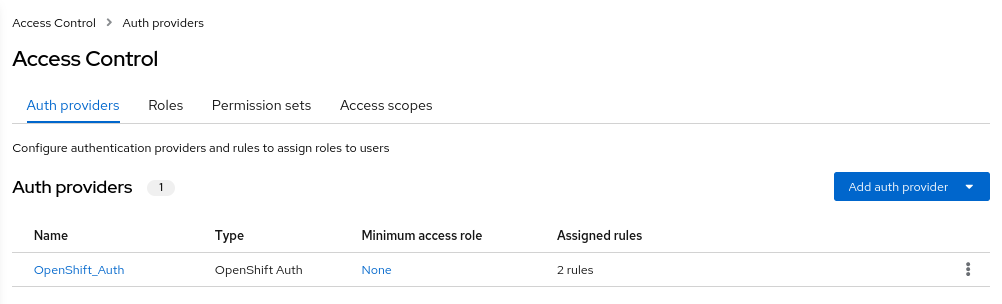 Access Control > Auth providers
Access Control
Auth providers Roles Permission sets Access scopes
Configure authentication providers and rules to assign roles to users
Auth providers 1 Add auth provider
Name Type Minimum access role Assigned rules
OpenShift_Auth OpenShift Auth None 2 rules